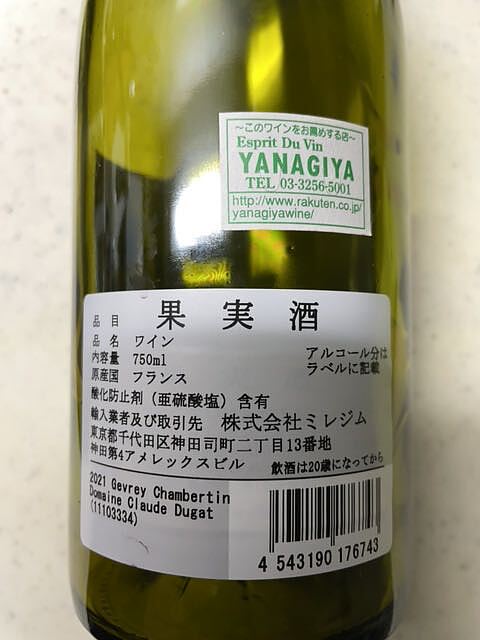 ～このワインをお薦めする店～
Esprit Du Vin
YANAGIYA
TEL 03-3256-5001
http://www.rakuten.co.jp/
yanagiyawine/
品目 果実酒
品名 ワイン
内容量 750ml
原産国 フランス
アルコール分は
ラベルに記載
酸化防止剤（亜硫酸塩）含有
輸入業者及び取引先 株式会社ミレジム
東京都千代田区神田司町二丁目13番地
神田第4アメレックスビル 飲酒は20歳になってから
2021 Gevrey Chambertin
Domaine Claude Dugat
(11103334)
4 543190 176743